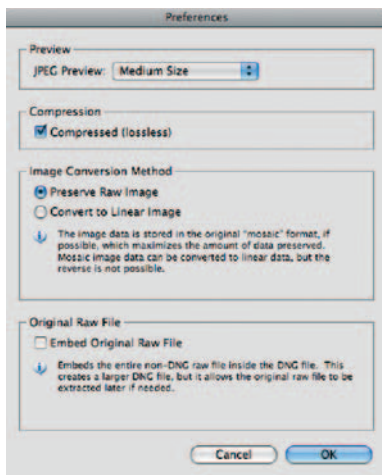 Preferences
Preview
JPEG Preview: Medium Size
Compression
Compressed (lossless)
Image Conversion Method
Preserve Raw Image
Convert to Linear Image
The image data is stored in the original "mosaic" format, if
possible, which maximizes the amount of data preserved.
Mosaic image data can be converted to linear data, but the
reverse is not possible.
Original Raw File
Embed Original Raw File
Embeds the entire non-DNG raw file inside the DNG file. This
creates a larger DNG file, but it allows the original raw file to be
extracted later if needed.
Cancel OK